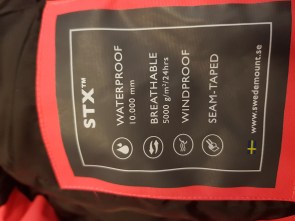 STX™
WATERPROOF
10.000 mm
BREATHABLE
5000 g/m²/24hrs
WINDPROOF
SEAM-TAPED
www.swedemount.se